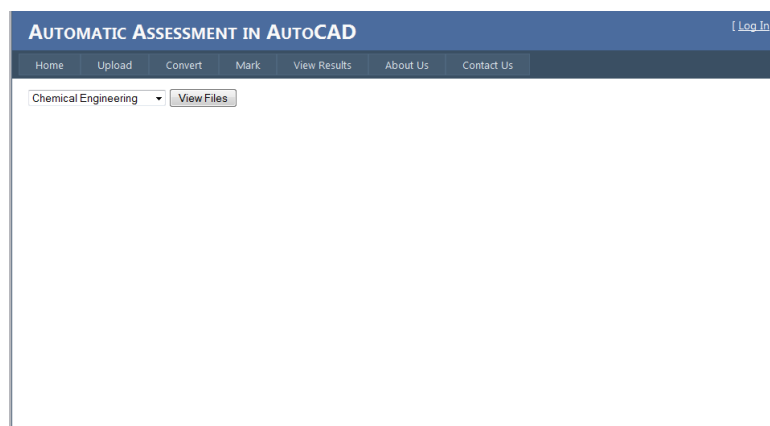 AUTOMATIC ASSESSMENT IN AUTOCAD
[ Log In
Home Upload Convert Mark View Results About Us Contact Us
Chemical Engineering View Files